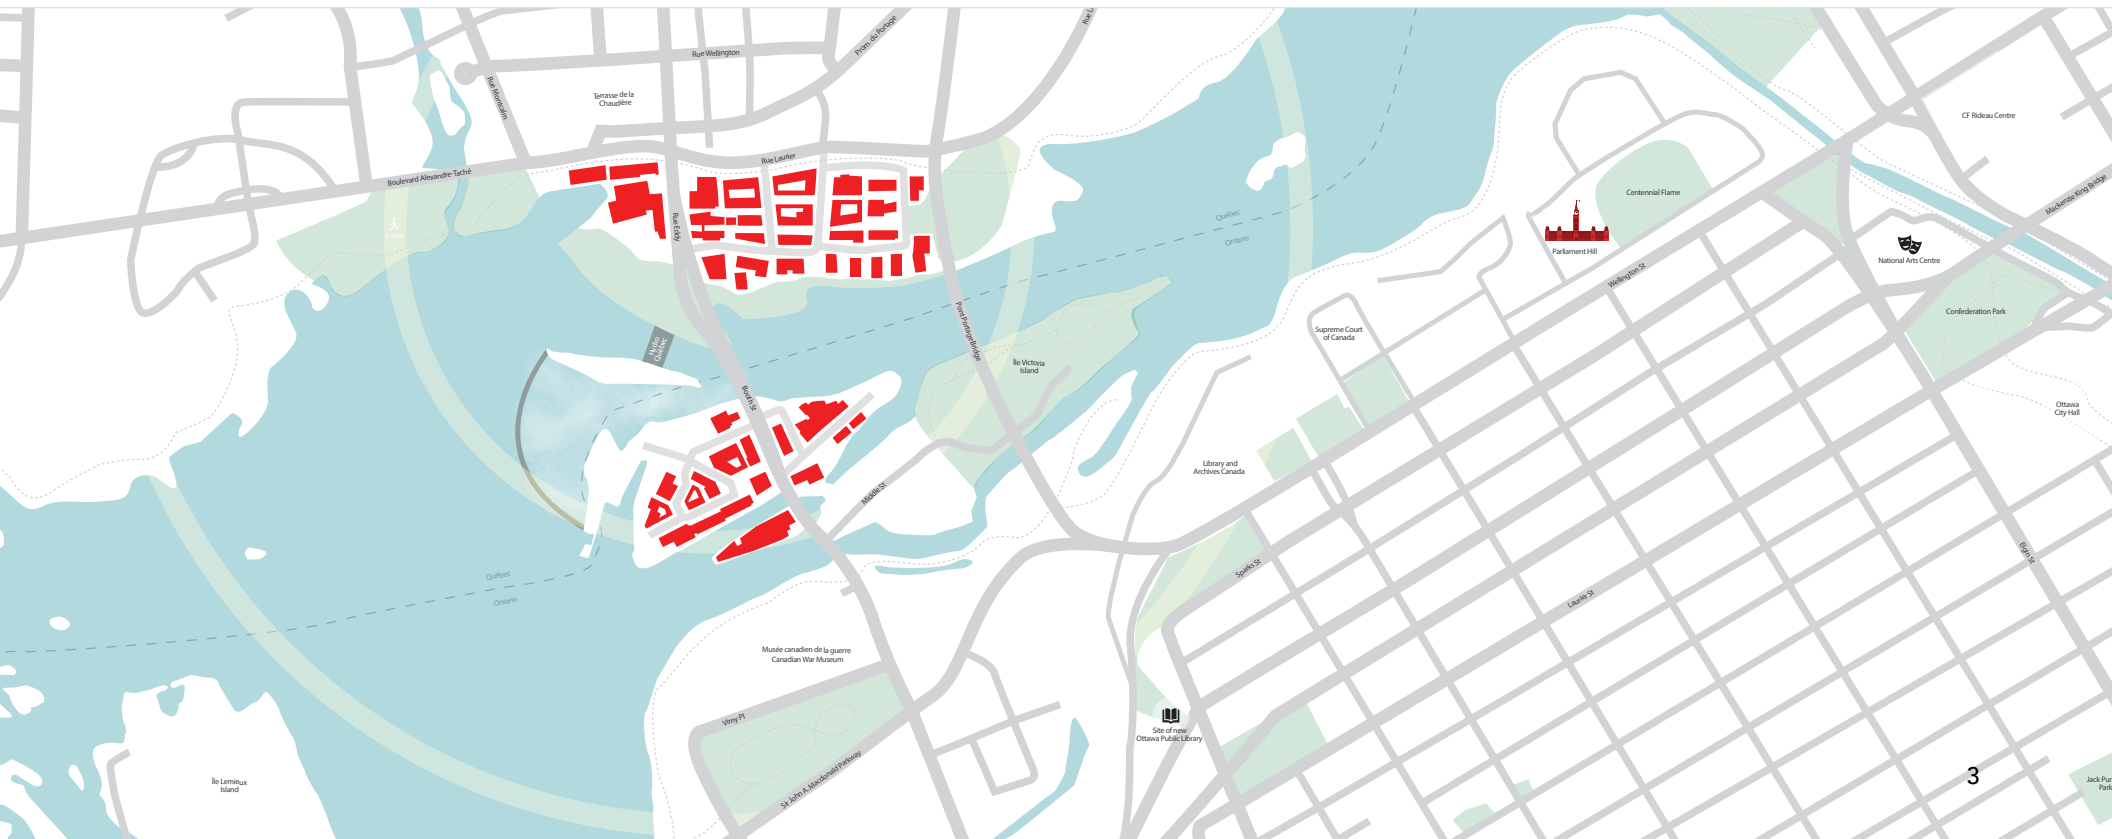 Rue Wellington
Prom. du Portage
Rue L
Rue Montcalm
Terrasse de la
Chaudière
CF Rideau Centre
Rue Laurier
Boulevard Alexandre-Taché
Rue Eddy
Centennial Flame
Mackenzie King Bridge
Québec
Ontario
Parliament Hill
National Arts Centre
Wellington St
Confederation Park
Pont Portage Bridge
Supreme Court
of Canada
Hydro
Québec
Île Victoria
Island
Booth St
Ottawa
City Hall
Library and
Archives Canada
Middle St
Elgin St
Sparks St
Québec
Ontario
Laurier St
Musée canadien de la guerre
Canadian War Museum
Vimy Pl
Site of new
Ottawa Public Library
Sir John A. Macdonald Parkway
Île Lemieux
Island
3
Jack Pur
Park